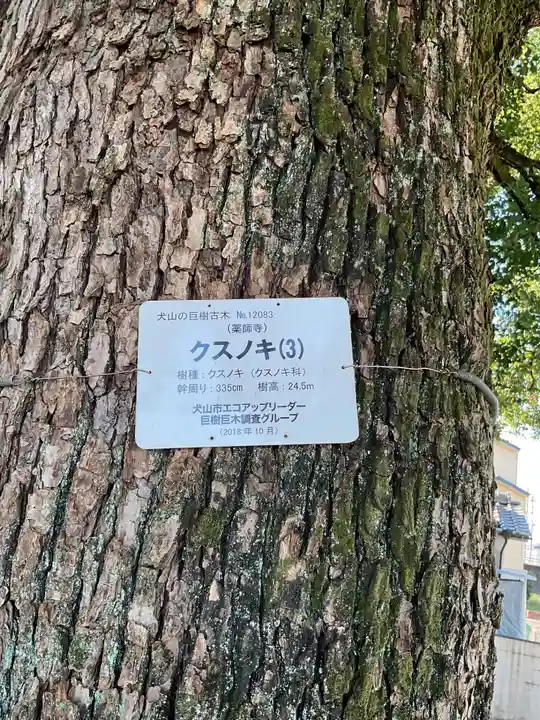 犬山の巨樹古木 No.12083
(薬師寺)
クスノキ(3)
樹種：クスノキ（クスノキ科）
幹周り：335cm 樹高：24.5m
犬山市エコアップリーダー
巨樹巨木調査グループ
（2018年10月）